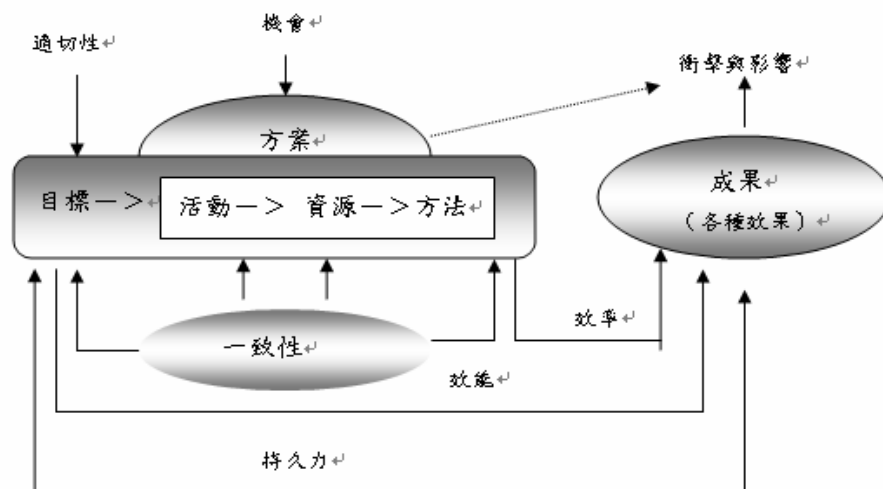 機會
適切性
衝擊與影響
方案
目標—>
活動—> 資源—>方法
成果
（各種效果）
效率
一致性
效能
持久力